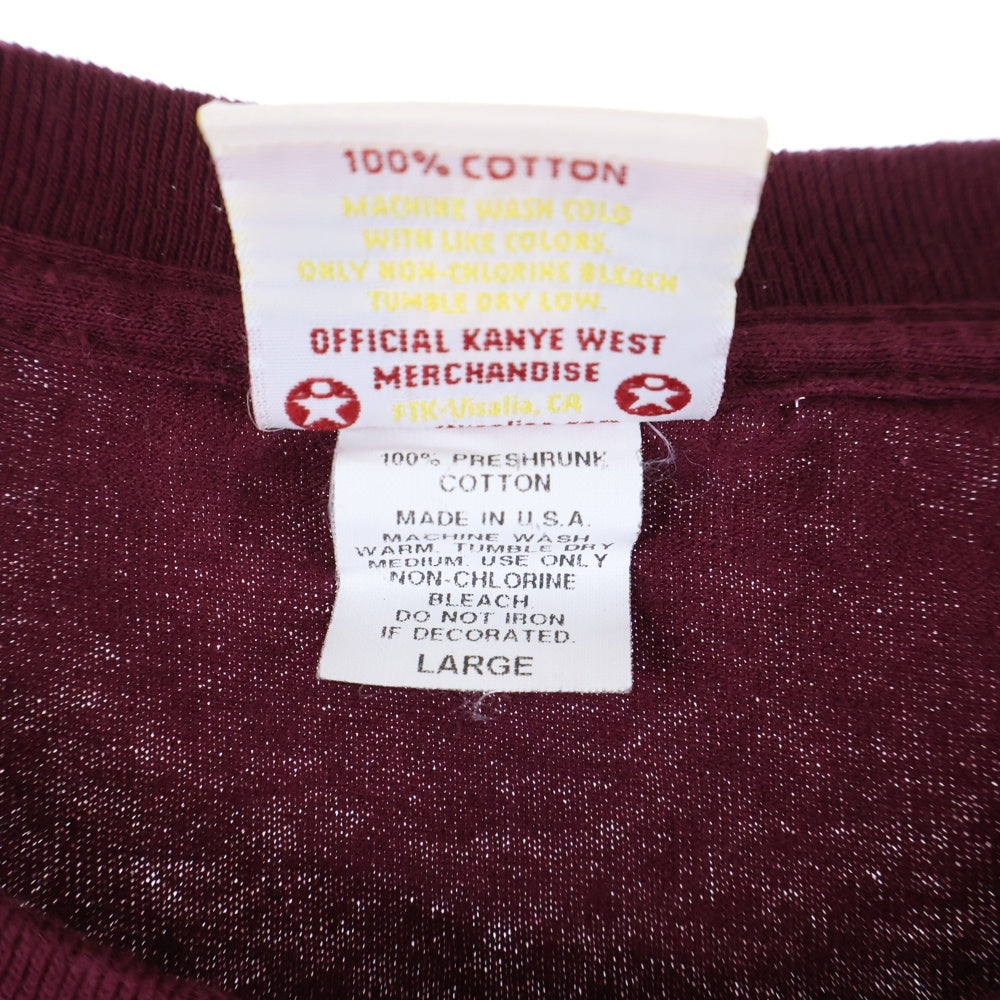 100% COTTON
MACHINE WASH COLD
WITH LIKE COLORS.
ONLY NON-CHLORINE BLEACH
TUMBLE DRY LOW.
OFFICIAL KANYE WEST
MERCHANDISE
FTK-Visalia, CA
100% PRESHRUNK
COTTON
MADE IN U.S.A.
MACHINE WASH
WARM. TUMBLE DRY
MEDIUM. USE ONLY
NON-CHLORINE
BLEACH.
DO NOT IRON
IF DECORATED.
LARGE